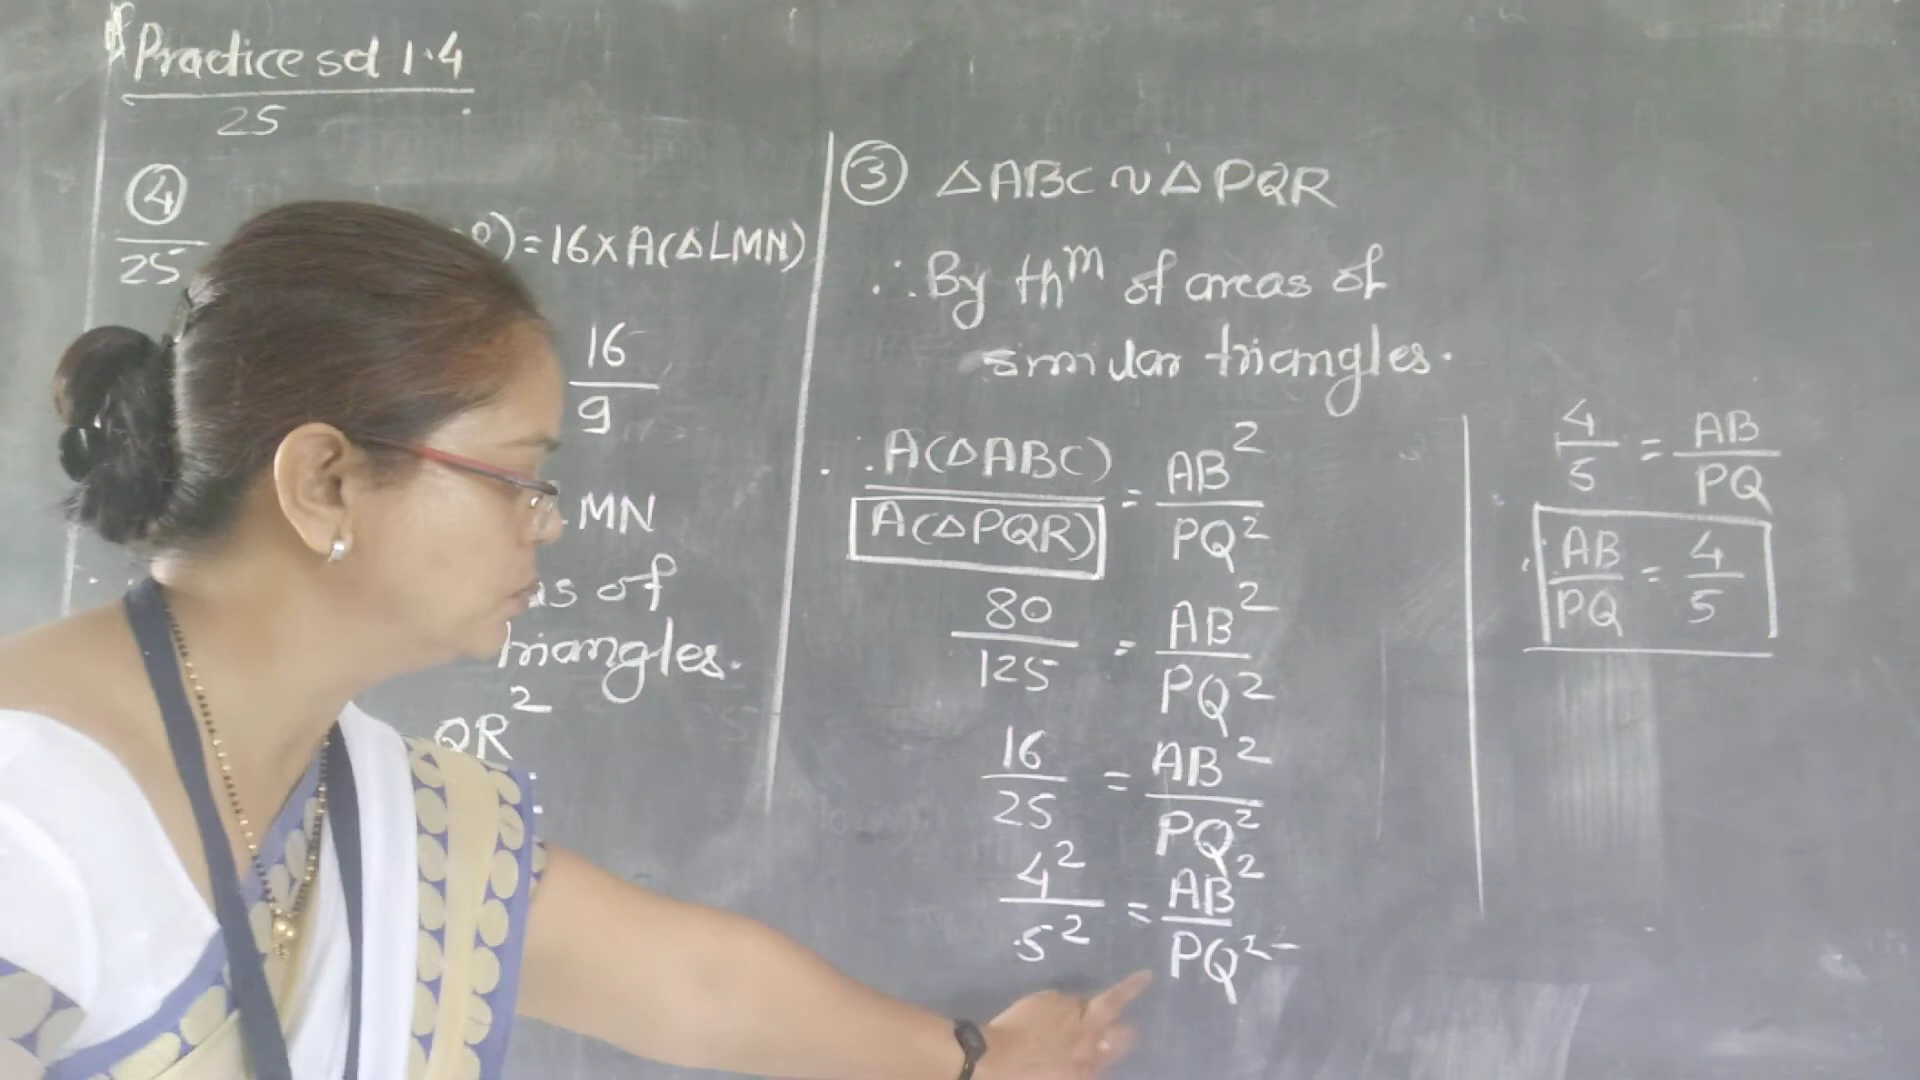 Practice set 1.4
25
④
25
)=16×A(△LMN)
16
9
MN
as of
triangles.
QR²
③ △ABC ~ △PQR
∴ By thᵐ of areas of
similar triangles.
∴ A(△ABC) / A(△PQR) = AB² / PQ²
80 / 125 = AB² / PQ²
16 / 25 = AB² / PQ²
4² / 5² = AB² / PQ²
4 / 5 = AB / PQ
∴ AB / PQ = 4 / 5